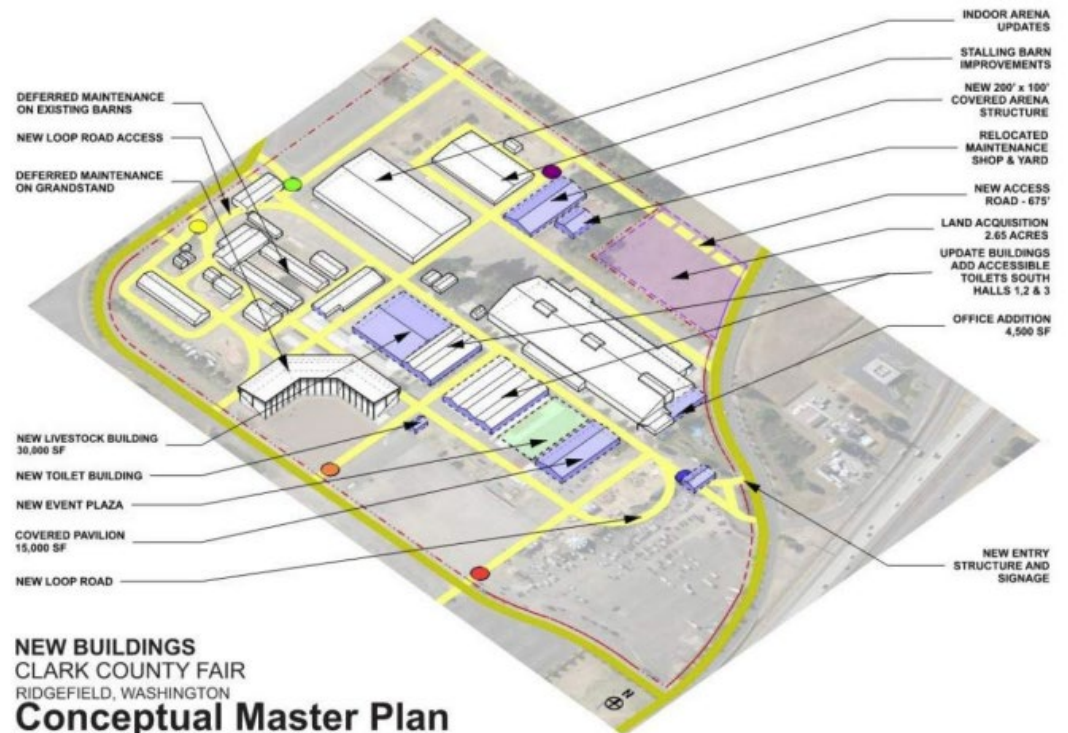 INDOOR ARENA
UPDATES
STALLING BARN
IMPROVEMENTS
NEW 200' x 100'
COVERED ARENA
STRUCTURE
RELOCATED
MAINTENANCE
SHOP & YARD
NEW ACCESS
ROAD - 675'
LAND ACQUISITION
2.65 ACRES
UPDATE BUILDINGS
ADD ACCESSIBLE
TOILETS SOUTH
HALLS 1,2 & 3
OFFICE ADDITION
4,500 SF
NEW ENTRY
STRUCTURE AND
SIGNAGE
DEFERRED MAINTENANCE
ON EXISTING BARNS
NEW LOOP ROAD ACCESS
DEFERRED MAINTENANCE
ON GRANDSTAND
NEW LIVESTOCK BUILDING
30,000 SF
NEW TOILET BUILDING
NEW EVENT PLAZA
COVERED PAVILION
15,000 SF
NEW LOOP ROAD
N
NEW BUILDINGS
CLARK COUNTY FAIR
RIDGEFIELD, WASHINGTON
Conceptual Master Plan